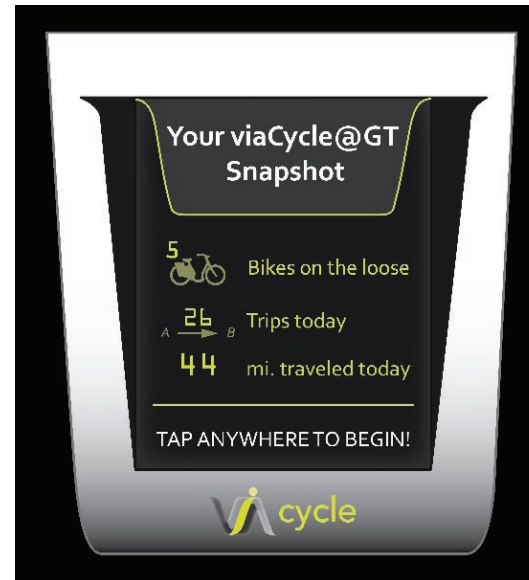 Your viaCycle@GT
Snapshot
5
Bikes on the loose
A 26 B Trips today
44 mi. traveled today
TAP ANYWHERE TO BEGIN!
via cycle